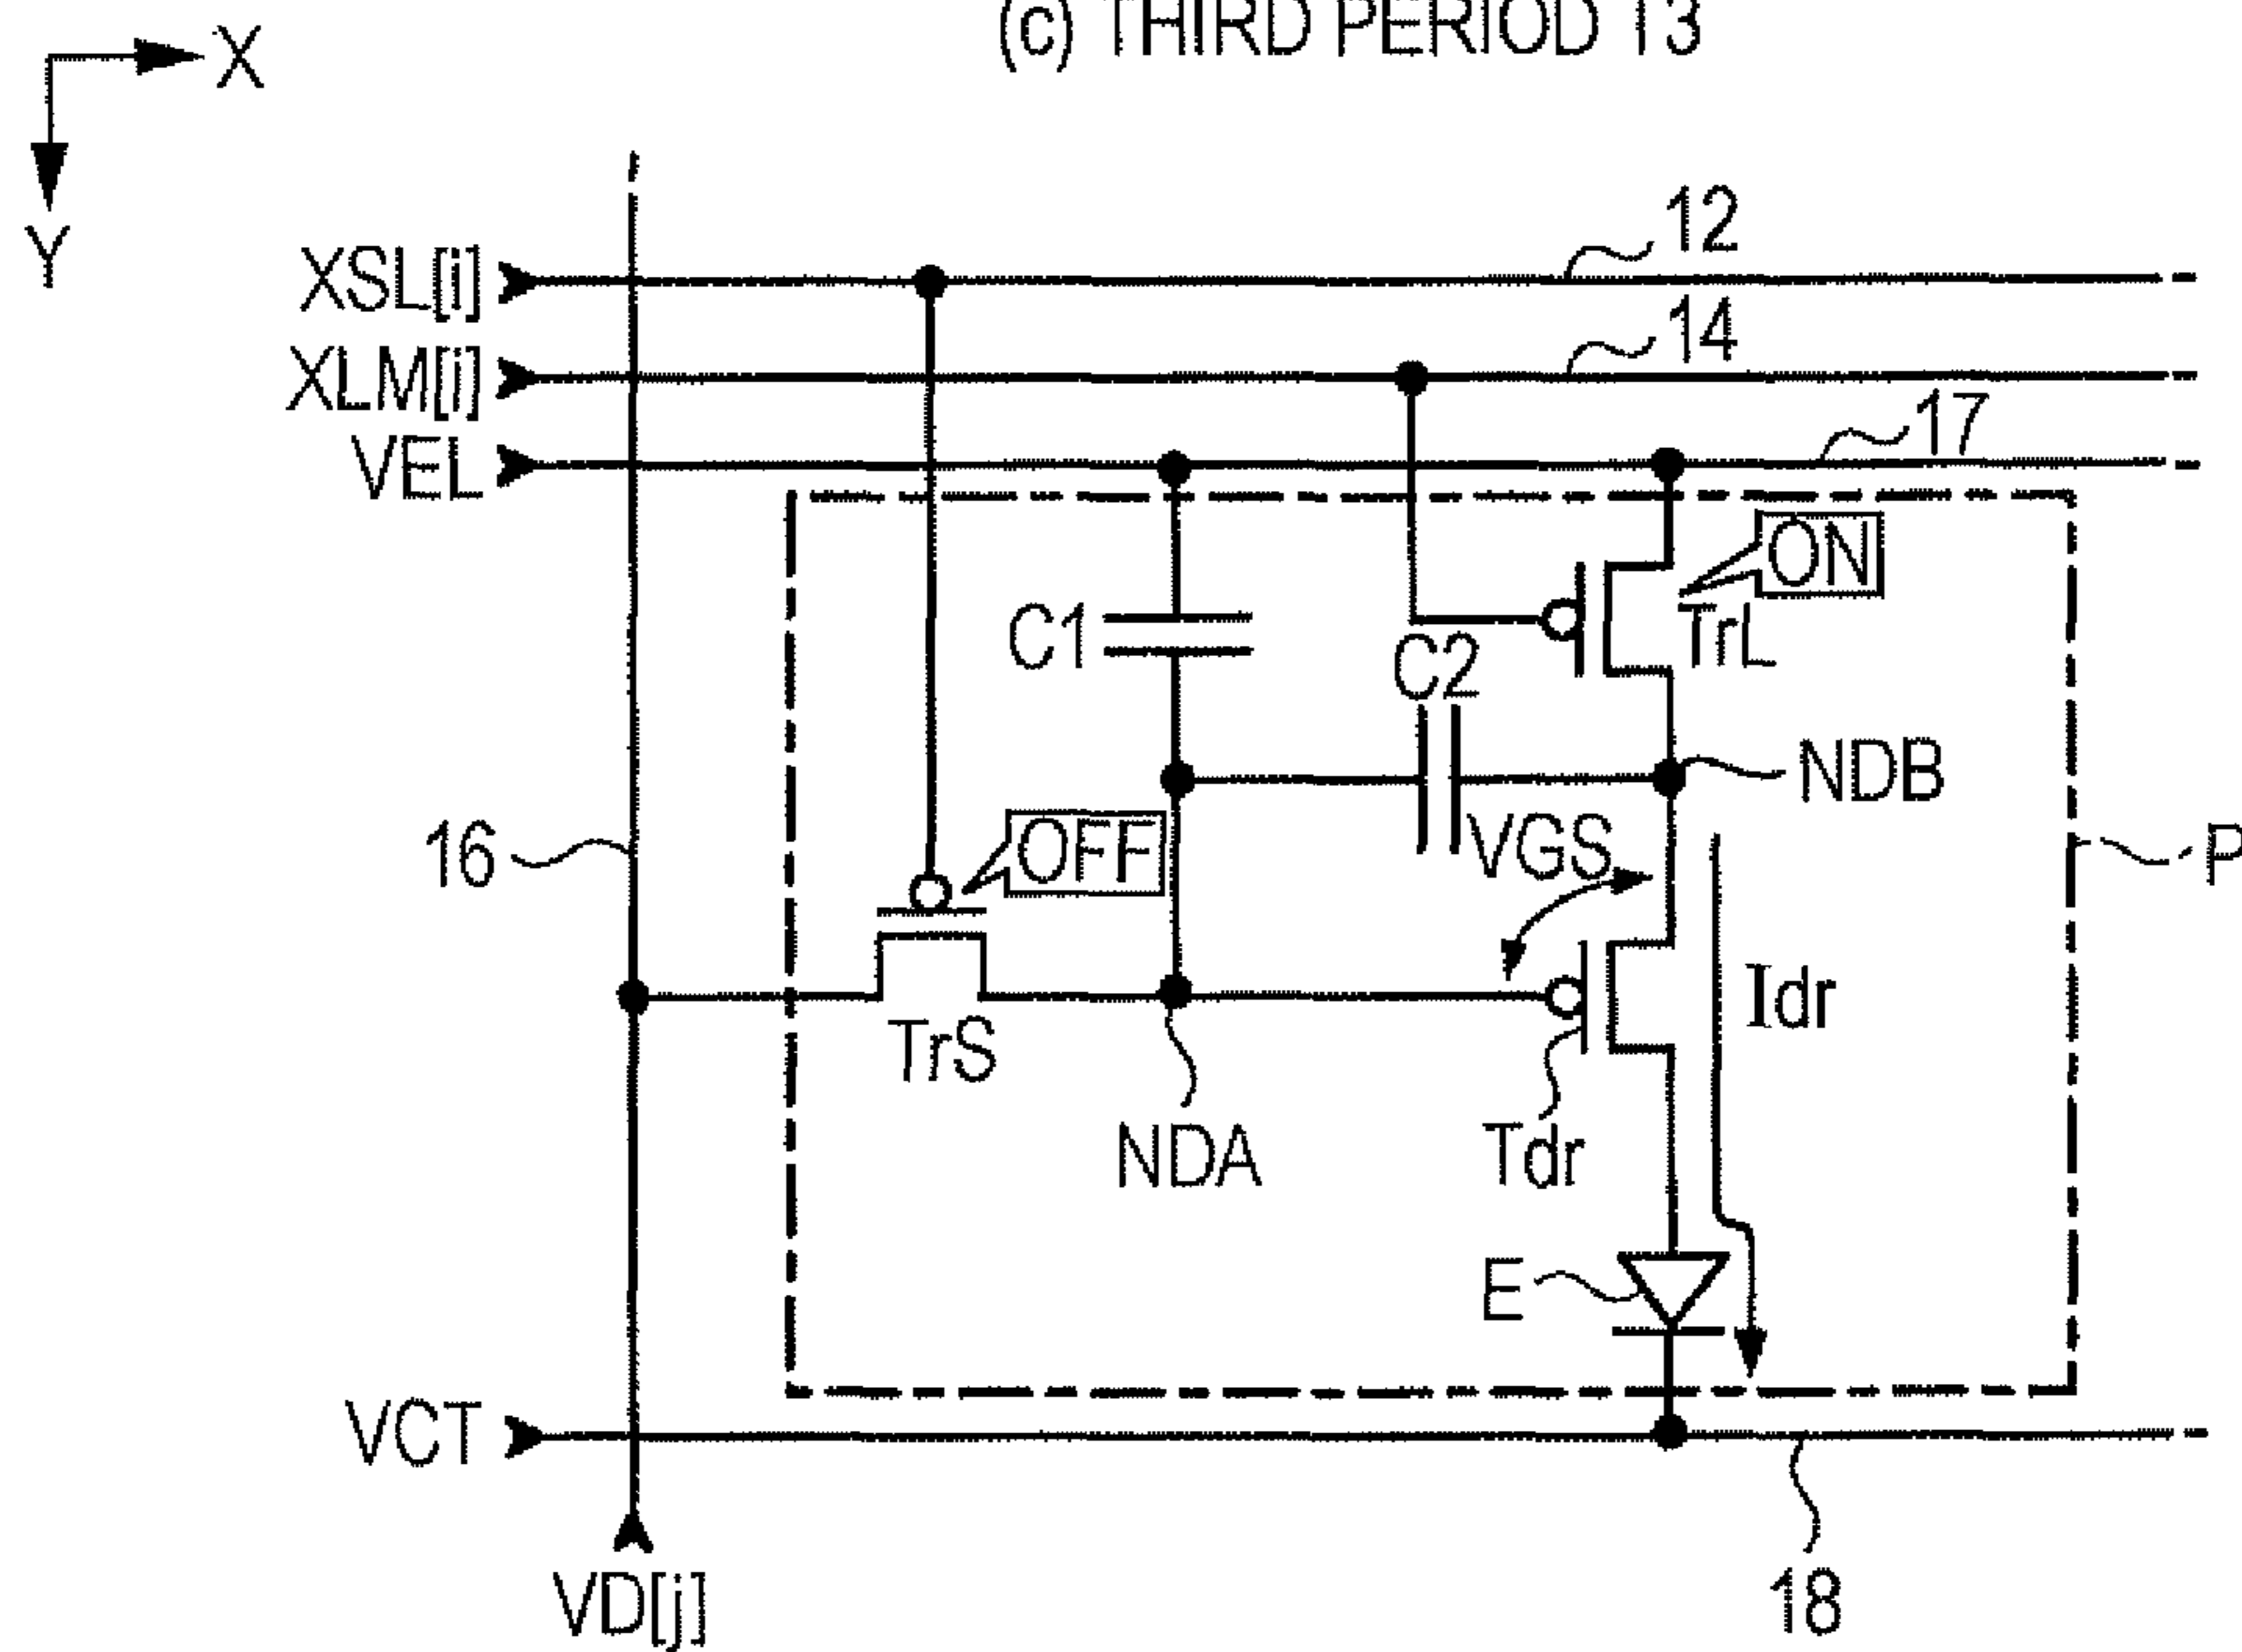 (c) THIRD PERIOD T3
X
Y
XSL[i]
12
XLM[i]
14
VEL
17
ON
C1
TrL
C2
NDB
16
OFF
VGS
P
TrS
Idr
NDA
Tdr
E
VCT
VD[j]
18